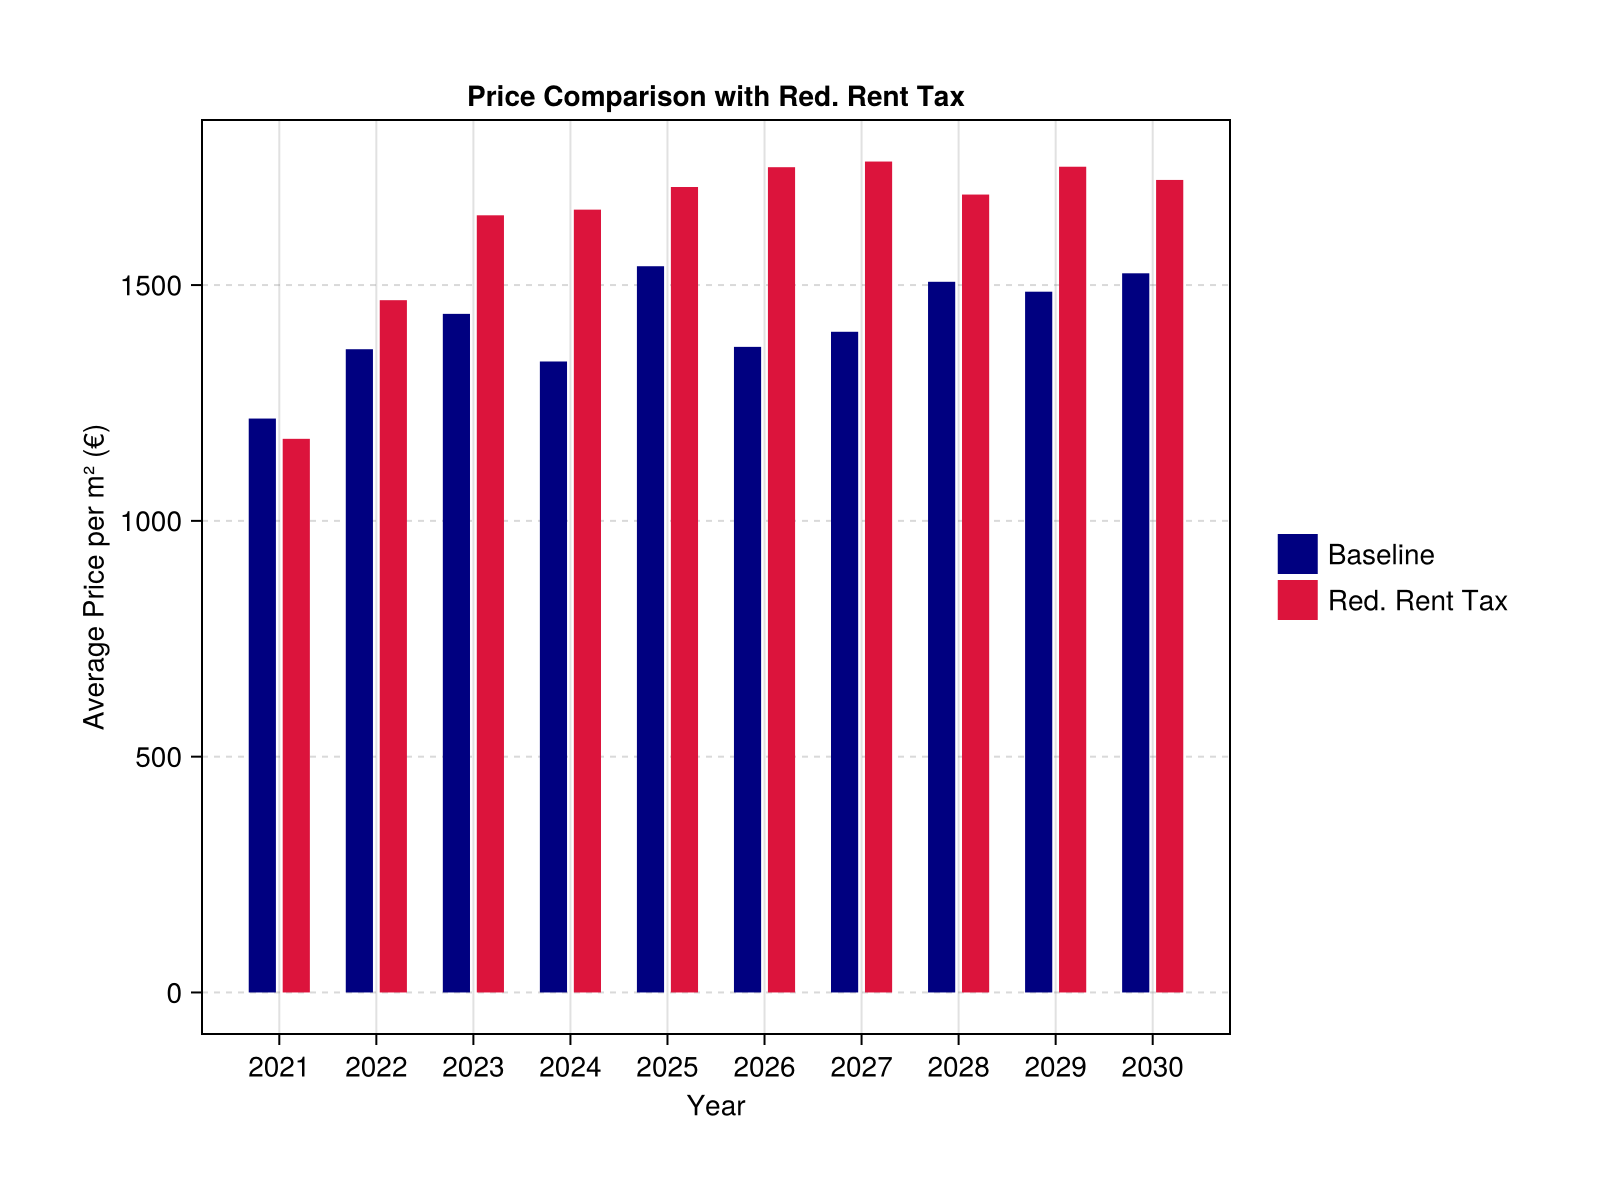 Price Comparison with Red. Rent Tax
Average Price per m² (€)
1500
1000
500
0
2021 2022 2023 2024 2025 2026 2027 2028 2029 2030
Year
Baseline
Red. Rent Tax